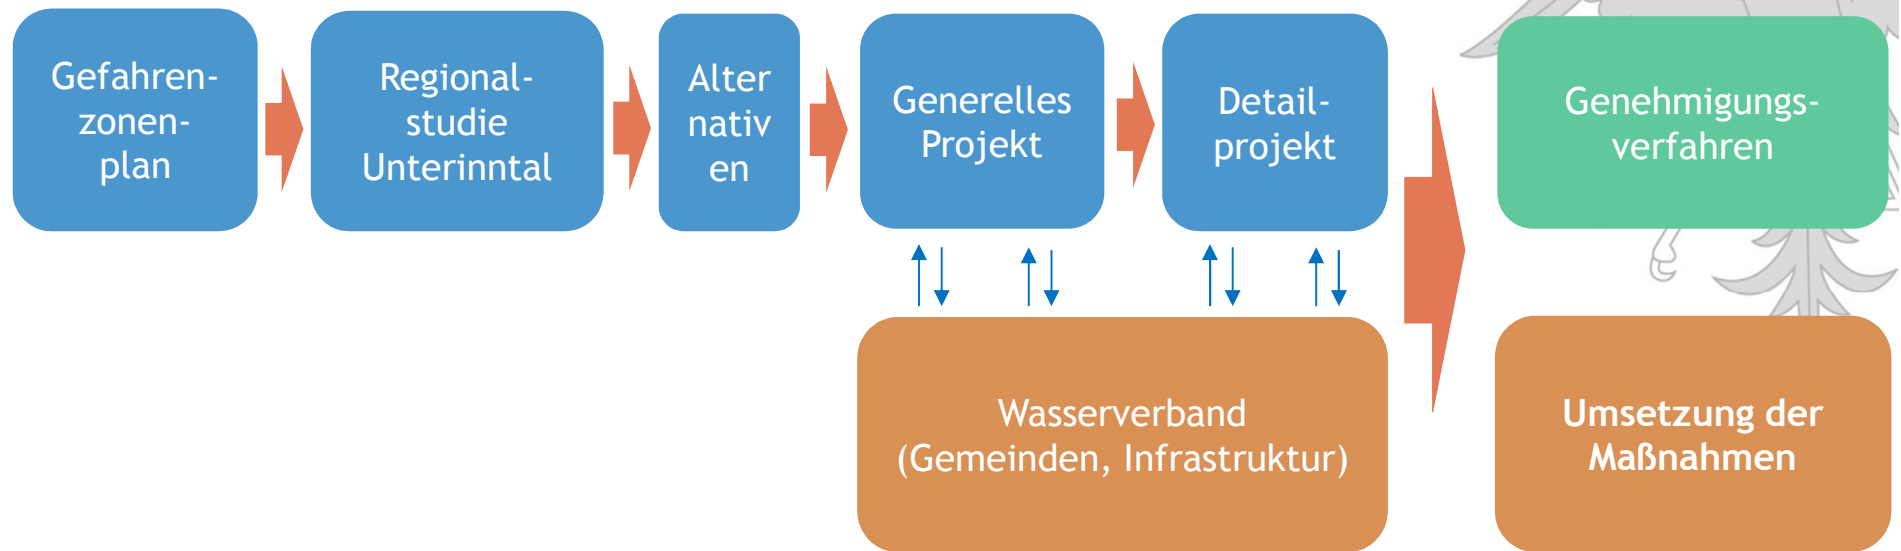 Gefahren-
zonen-
plan
Regional-
studie
Unterinntal
Alter
nativ
en
Generelles
Projekt
Detail-
projekt
Genehmigungs-
verfahren
Wasserverband
(Gemeinden, Infrastruktur)
Umsetzung der
Maßnahmen